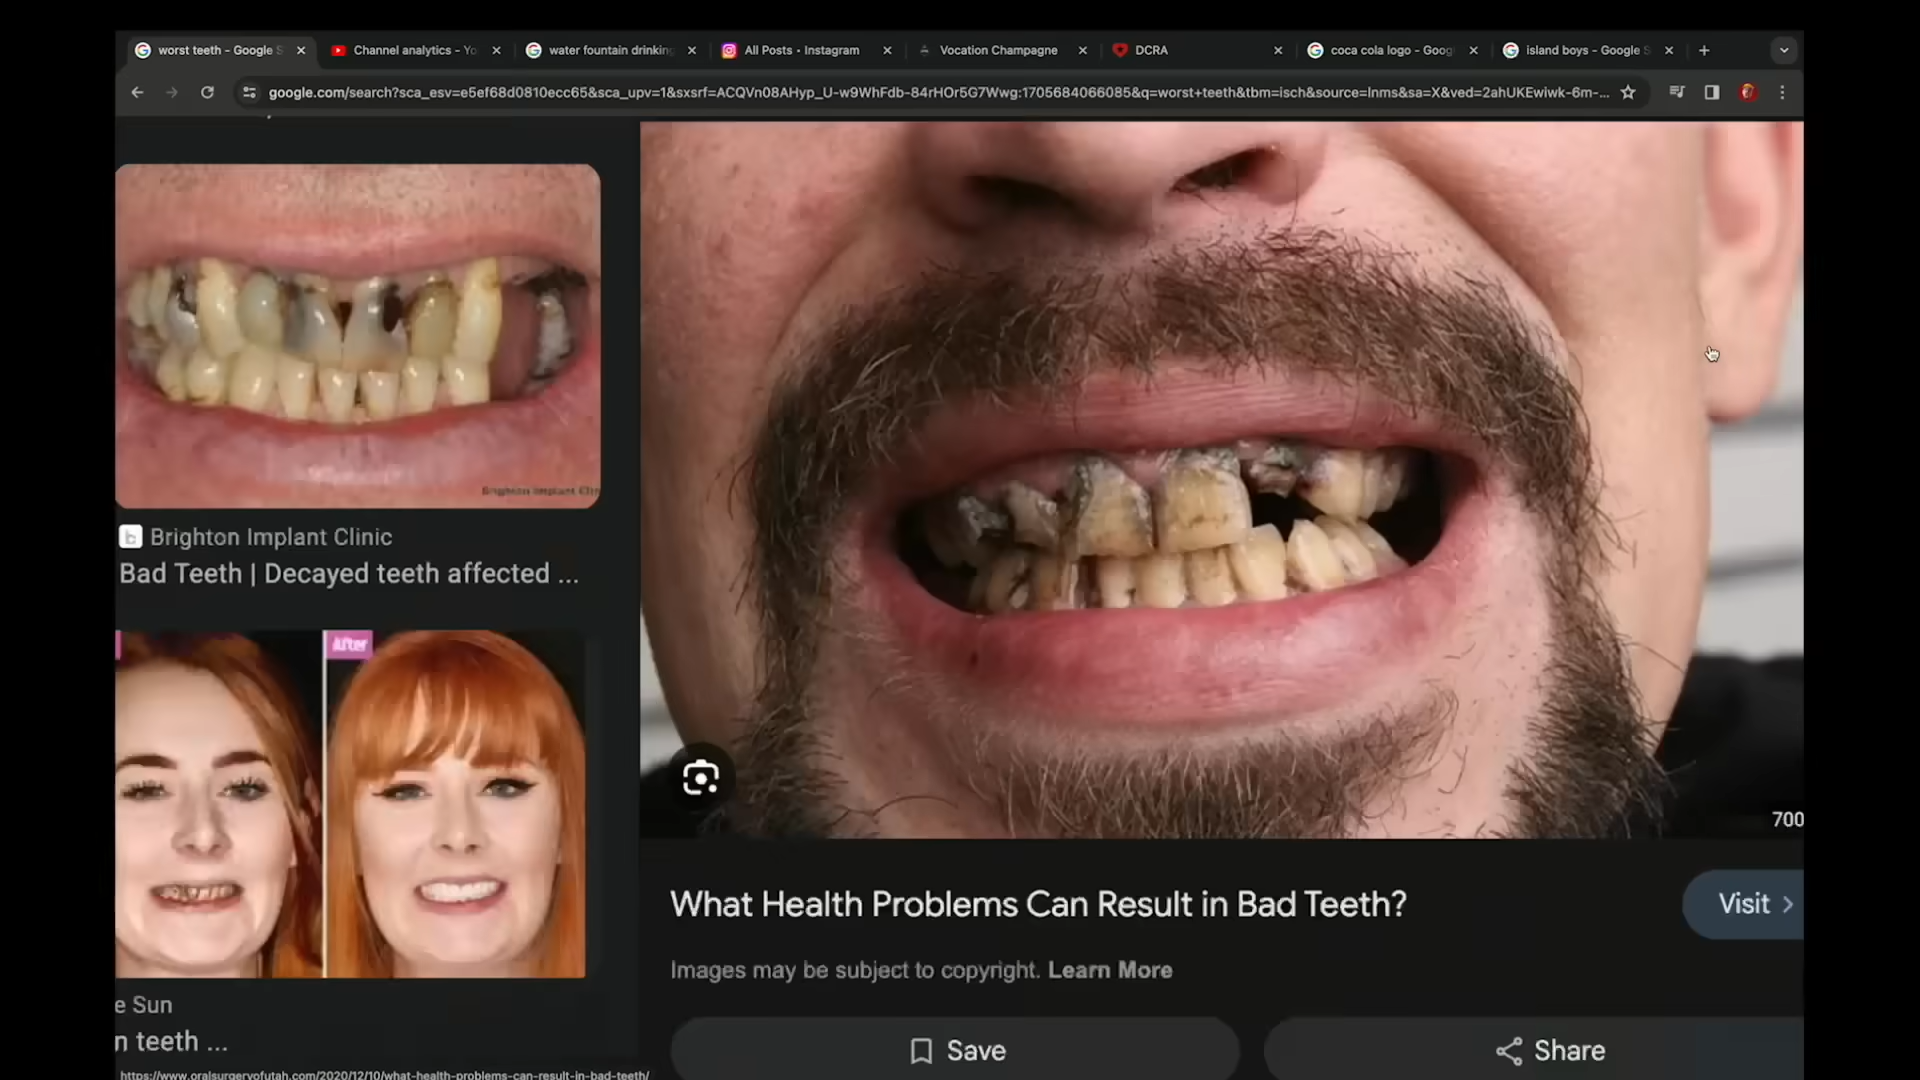 worst teeth - Google S
Channel analytics - Yo
water fountain drinking
All Posts • Instagram
Vocation Champagne
DCRA
coca cola logo - Goog
island boys - Google S
google.com/search?sca_esv=e5ef68d0810ecc65&sca_upv=1&sxsrf=ACQVn08AHyp_U-w9WhFdb-84rHOr5G7Wwg:1705684066085&q=worst+teeth&tbm=isch&source=lnms&sa=X&ved=2ahUKEwiwk-6m-...
Brighton Implant Clin
Brighton Implant Clinic
Bad Teeth | Decayed teeth affected ...
After
e Sun
n teeth ...
700
What Health Problems Can Result in Bad Teeth?
Visit
Images may be subject to copyright. Learn More
Save
Share
https://www.oralsurgeryofutah.com/2020/12/10/what-health-problems-can-result-in-bad-teeth/